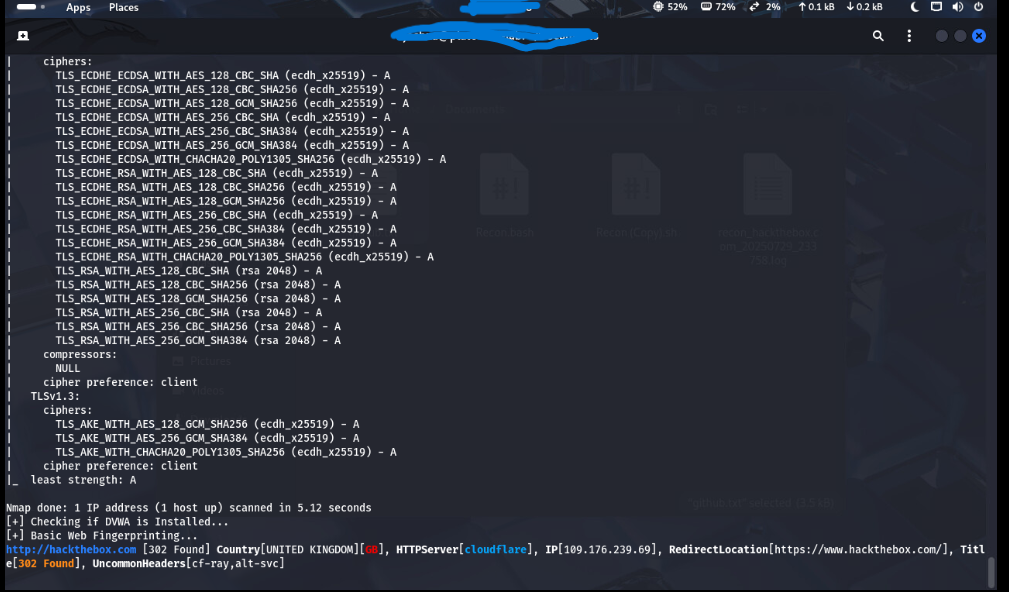 Apps Places 52% 72% 2% 0.1 kB 0.2 kB
| ciphers:
| TLS_ECDHE_ECDSA_WITH_AES_128_CBC_SHA (ecdh_x25519) - A
| TLS_ECDHE_ECDSA_WITH_AES_128_CBC_SHA256 (ecdh_x25519) - A
| TLS_ECDHE_ECDSA_WITH_AES_128_GCM_SHA256 (ecdh_x25519) - A
| TLS_ECDHE_ECDSA_WITH_AES_256_CBC_SHA (ecdh_x25519) - A
| TLS_ECDHE_ECDSA_WITH_AES_256_CBC_SHA384 (ecdh_x25519) - A
| TLS_ECDHE_ECDSA_WITH_AES_256_GCM_SHA384 (ecdh_x25519) - A
| TLS_ECDHE_ECDSA_WITH_CHACHA20_POLY1305_SHA256 (ecdh_x25519) - A
| TLS_ECDHE_RSA_WITH_AES_128_CBC_SHA (ecdh_x25519) - A
| TLS_ECDHE_RSA_WITH_AES_128_CBC_SHA256 (ecdh_x25519) - A
| TLS_ECDHE_RSA_WITH_AES_128_GCM_SHA256 (ecdh_x25519) - A
| TLS_ECDHE_RSA_WITH_AES_256_CBC_SHA (ecdh_x25519) - A
| TLS_ECDHE_RSA_WITH_AES_256_CBC_SHA384 (ecdh_x25519) - A
| TLS_ECDHE_RSA_WITH_AES_256_GCM_SHA384 (ecdh_x25519) - A
| TLS_ECDHE_RSA_WITH_CHACHA20_POLY1305_SHA256 (ecdh_x25519) - A
| TLS_RSA_WITH_AES_128_CBC_SHA (rsa 2048) - A
| TLS_RSA_WITH_AES_128_CBC_SHA256 (rsa 2048) - A
| TLS_RSA_WITH_AES_128_GCM_SHA256 (rsa 2048) - A
| TLS_RSA_WITH_AES_256_CBC_SHA (rsa 2048) - A
| TLS_RSA_WITH_AES_256_CBC_SHA256 (rsa 2048) - A
| TLS_RSA_WITH_AES_256_GCM_SHA384 (rsa 2048) - A
| compressors:
| NULL
| cipher preference: client
| TLSv1.3:
| ciphers:
| TLS_AKE_WITH_AES_128_GCM_SHA256 (ecdh_x25519) - A
| TLS_AKE_WITH_AES_256_GCM_SHA384 (ecdh_x25519) - A
| TLS_AKE_WITH_CHACHA20_POLY1305_SHA256 (ecdh_x25519) - A
| cipher preference: client
|_ least strength: A
Nmap done: 1 IP address (1 host up) scanned in 5.12 seconds
[+] Checking if DVWA is Installed...
[+] Basic Web Fingerprinting...
http://hackthebox.com [302 Found] Country[UNITED KINGDOM][GB], HTTPServer[cloudflare], IP[109.176.239.69], RedirectLocation[https://www.hackthebox.com/], Titl
e[302 Found], UncommonHeaders[cf-ray,alt-svc]
Recon.bash
Pictures
Videos